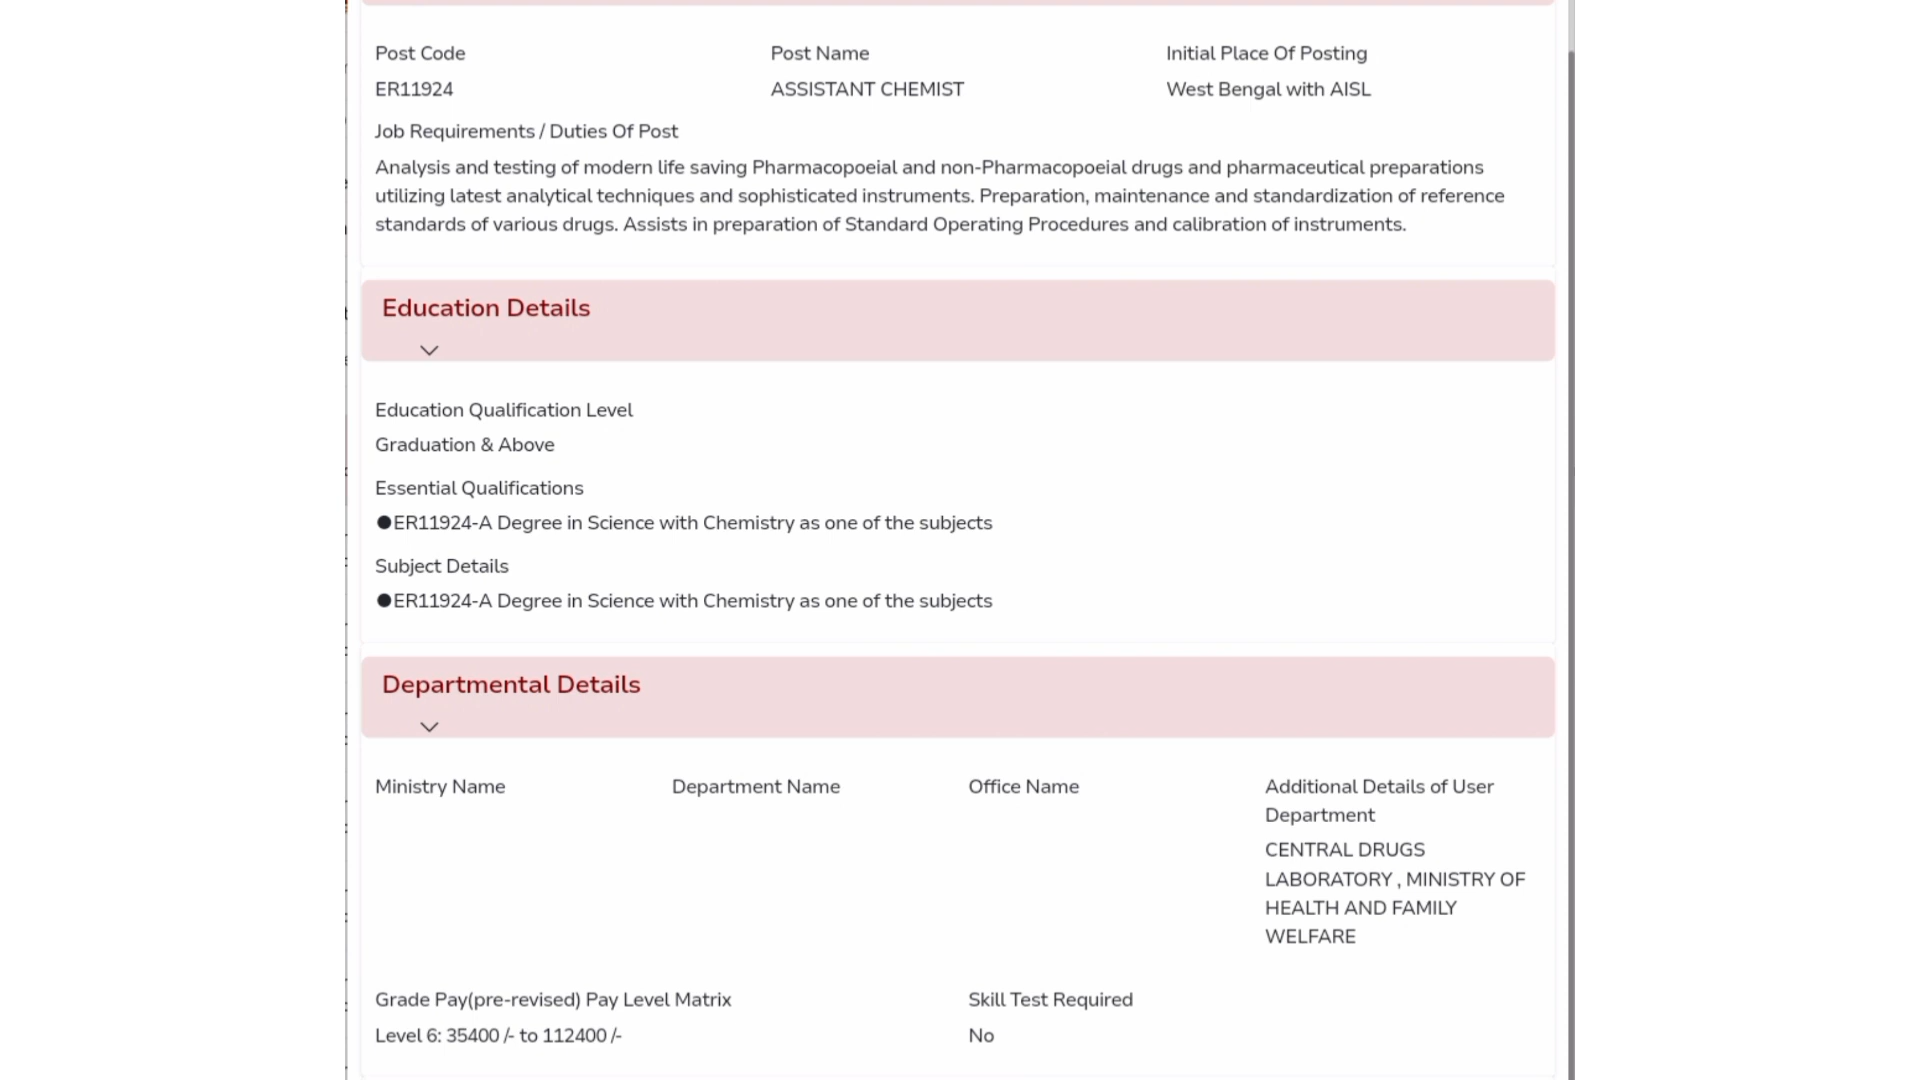 Post Code
Post Name
Initial Place Of Posting
ER11924
ASSISTANT CHEMIST
West Bengal with AISL
Job Requirements / Duties Of Post
Analysis and testing of modern life saving Pharmacopoeial and non-Pharmacopoeial drugs and pharmaceutical preparations
utilizing latest analytical techniques and sophisticated instruments. Preparation, maintenance and standardization of reference
standards of various drugs. Assists in preparation of Standard Operating Procedures and calibration of instruments.
Education Details
Education Qualification Level
Graduation & Above
Essential Qualifications
●ER11924-A Degree in Science with Chemistry as one of the subjects
Subject Details
●ER11924-A Degree in Science with Chemistry as one of the subjects
Departmental Details
Ministry Name
Department Name
Office Name
Additional Details of User
Department
CENTRAL DRUGS
LABORATORY , MINISTRY OF
HEALTH AND FAMILY
WELFARE
Grade Pay(pre-revised) Pay Level Matrix
Skill Test Required
Level 6: 35400 /- to 112400 /-
No